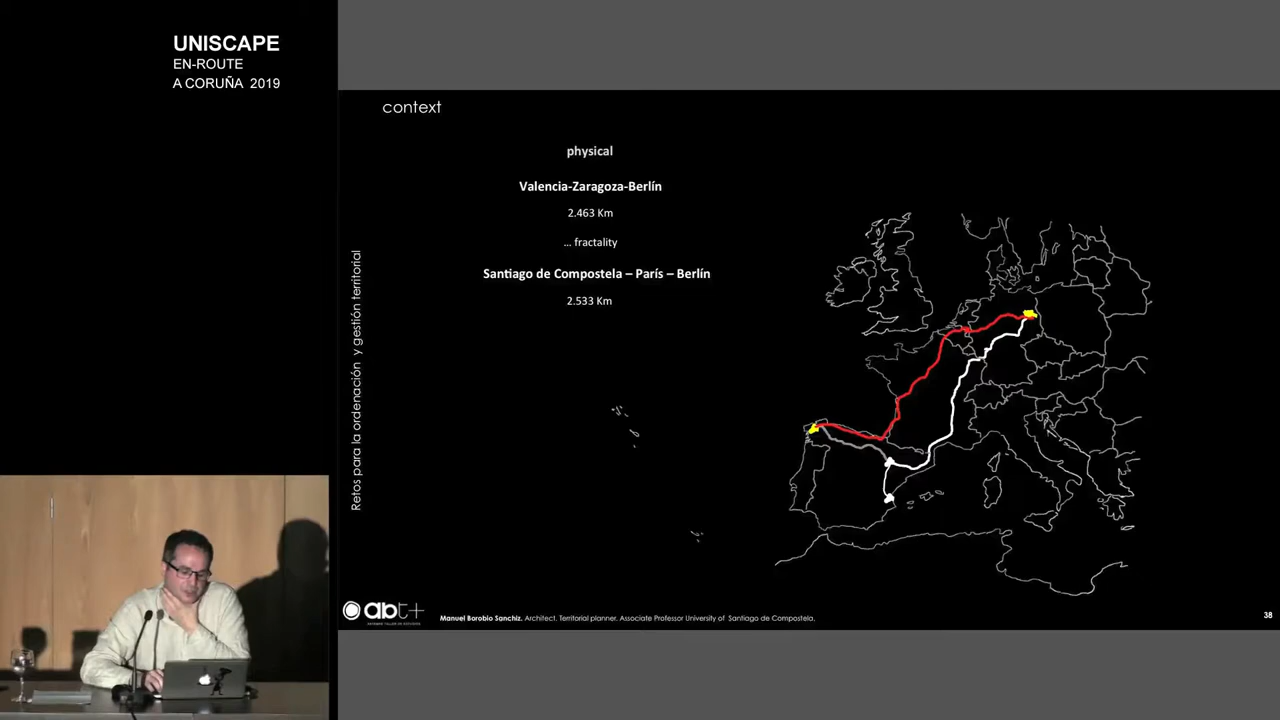 UNISCAPE
EN-ROUTE
A CORUÑA 2019
context
physical
Valencia-Zaragoza-Berlín
2.463 Km
... fractality
Santiago de Compostela – París – Berlín
2.533 Km
Retos para la ordenación y gestión territorial
abt+
Manuel Borobio Sanchiz. Architect. Territorial planner. Associate Professor University of Santiago de Compostela.
38